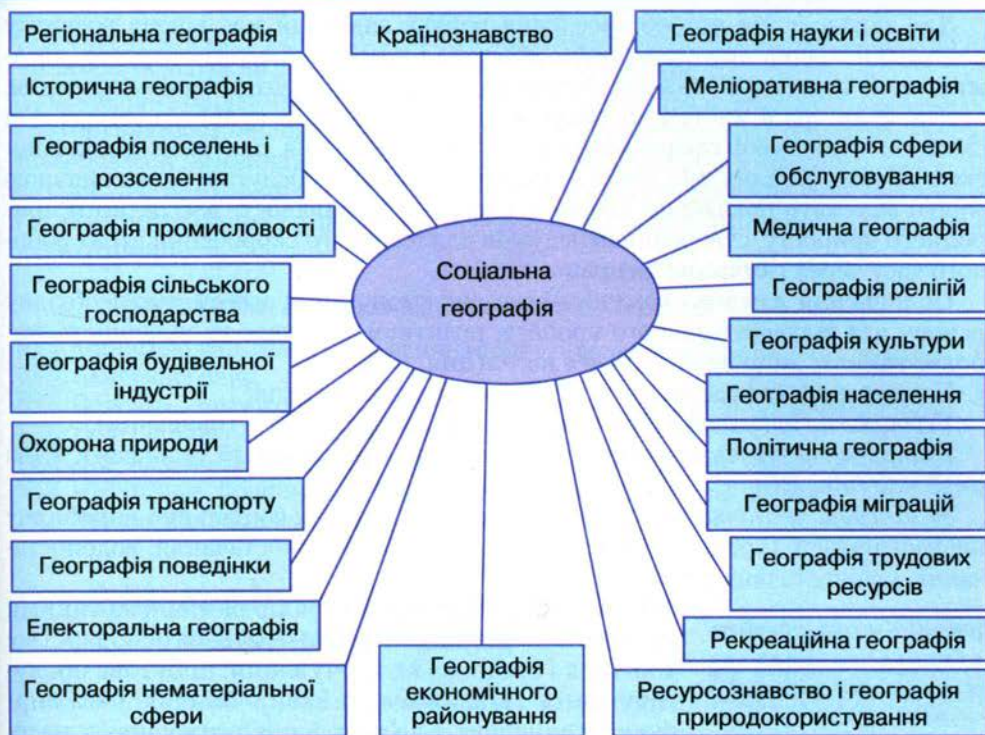 Регіональна географія
Історична географія
Географія поселень і
розселення
Географія промисловості
Географія сільського
господарства
Географія будівельної
індустрії
Охорона природи
Географія транспорту
Географія поведінки
Електоральна географія
Географія нематеріальної
сфери
Країнознавство
Соціальна
географія
Географія
економічного
районування
Географія науки і освіти
Меліоративна географія
Географія сфери
обслуговування
Медична географія
Географія релігій
Географія культури
Географія населення
Політична географія
Географія міграцій
Географія трудових
ресурсів
Рекреаційна географія
Ресурсознавство і географія
природокористування